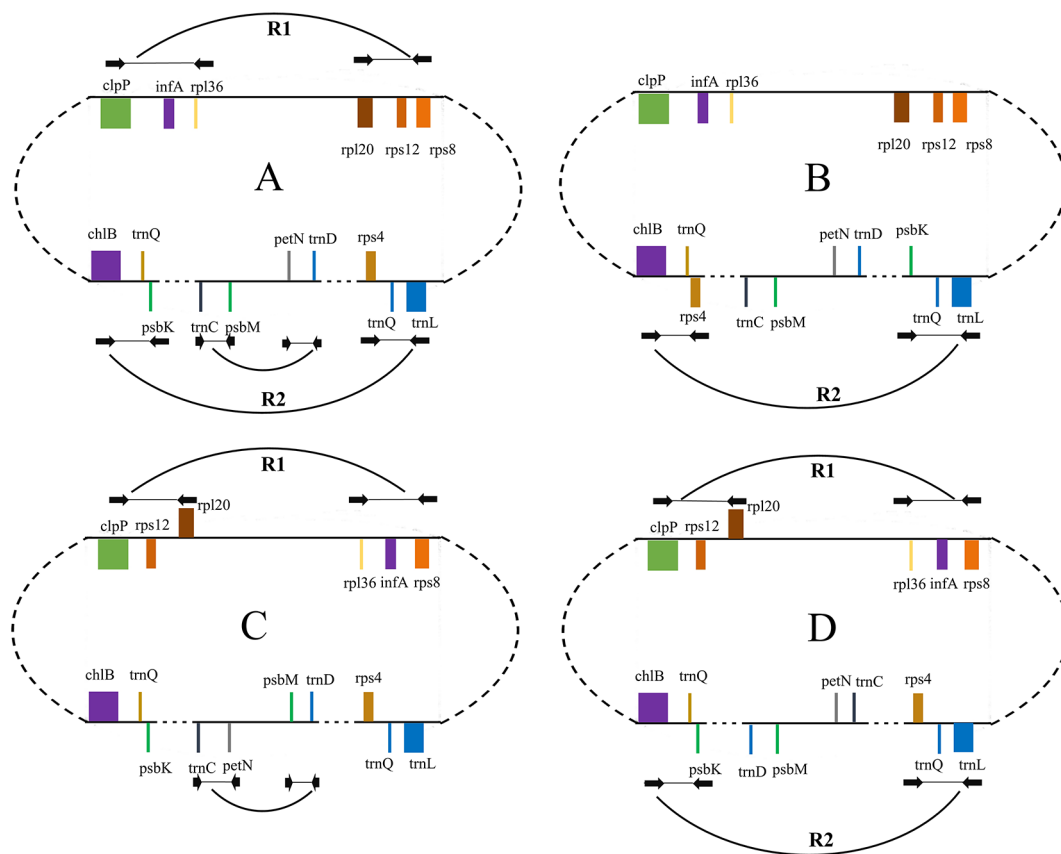 R1
clpP infA rpl36
rpl20 rps12 rps8
A
chlB trnQ petN trnD rps4
psbK trnC psbM trnQ trnL
R2
clpP infA rpl36
rpl20 rps12 rps8
B
chlB trnQ petN trnD psbK
rps4 trnC psbM trnQ trnL
R2
R1
rpl20
clpP rps12
rpl36 infA rps8
C
chlB trnQ psbM trnD rps4
psbK trnC petN trnQ trnL
R1
rpl20
clpP rps12
rpl36 infA rps8
D
chlB trnQ petN trnC rps4
psbK trnD psbM trnQ trnL
R2